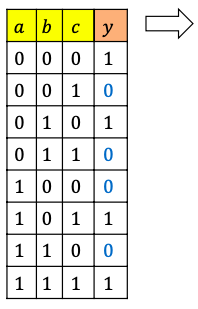 a b c y
0 0 0 1
0 0 1 0
0 1 0 1
0 1 1 0
1 0 0 0
1 0 1 1
1 1 0 0
1 1 1 1